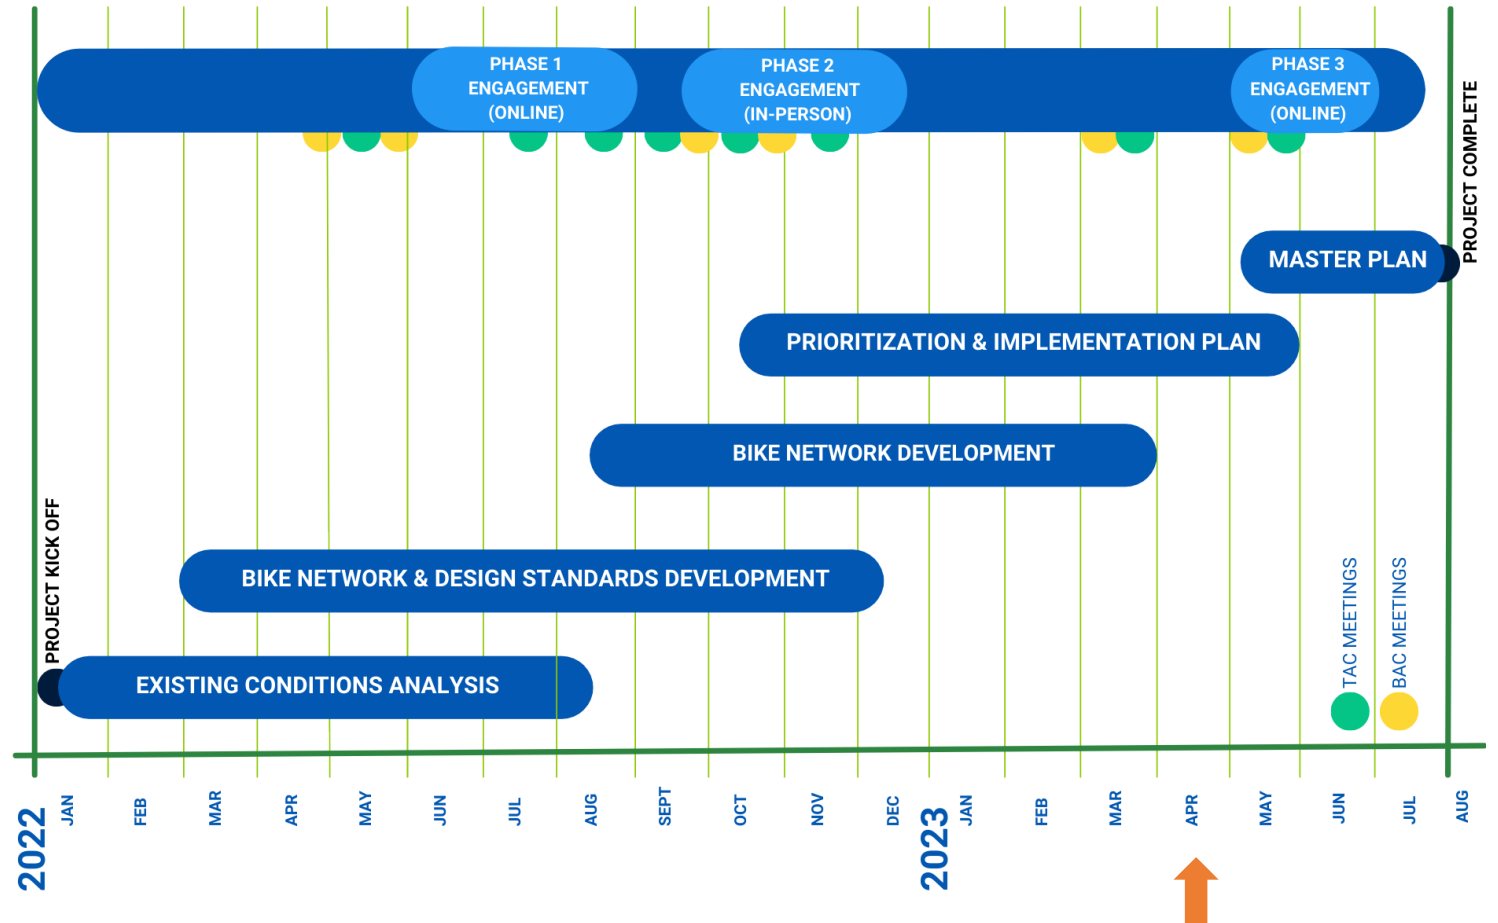 PHASE 1
ENGAGEMENT
(ONLINE)
PHASE 2
ENGAGEMENT
(IN-PERSON)
PHASE 3
ENGAGEMENT
(ONLINE)
PROJECT COMPLETE
MASTER PLAN
PRIORITIZATION & IMPLEMENTATION PLAN
BIKE NETWORK DEVELOPMENT
PROJECT KICK OFF
BIKE NETWORK & DESIGN STANDARDS DEVELOPMENT
EXISTING CONDITIONS ANALYSIS
TAC MEETINGS
BAC MEETINGS
2022
JAN
FEB
MAR
APR
MAY
JUN
JUL
AUG
SEPT
OCT
NOV
DEC
2023
JAN
FEB
MAR
APR
MAY
JUN
JUL
AUG